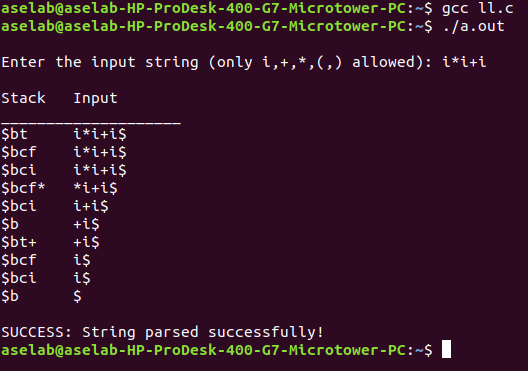 aselab@aselab-HP-ProDesk-400-G7-Microtower-PC:~$ gcc ll.c
aselab@aselab-HP-ProDesk-400-G7-Microtower-PC:~$ ./a.out
Enter the input string (only i,+,*,(,) allowed): i*i+i
Stack   Input
____________________
$bt     i*i+i$
$bcf    i*i+i$
$bci    i*i+i$
$bcf*   *i+i$
$bci    i+i$
$b      +i$
$bt+    +i$
$bcf    i$
$bci    i$
$b      $
SUCCESS: String parsed successfully!
aselab@aselab-HP-ProDesk-400-G7-Microtower-PC:~$